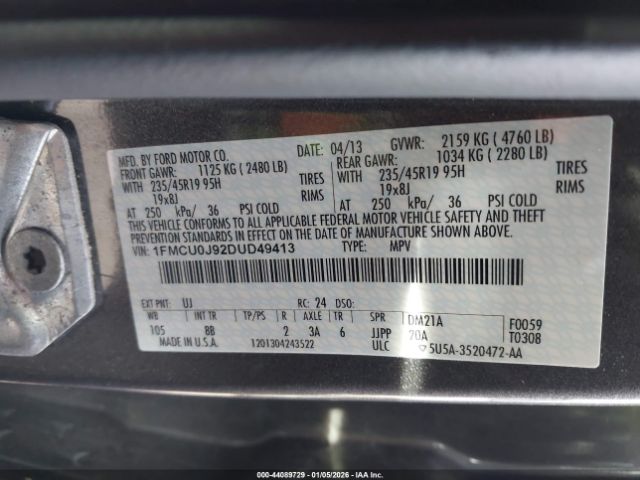 MFD. BY FORD MOTOR CO. DATE: 04/13 GVWR: 2159 KG ( 4760 LB)
FRONT GAWR: 1125 KG ( 2480 LB) REAR GAWR: 1034 KG ( 2280 LB)
WITH 235/45R19 95H TIRES WITH 235/45R19 95H TIRES
19x8J RIMS 19x8J RIMS
AT 250 kPa/ 36 PSI COLD AT 250 kPa/ 36 PSI COLD
THIS VEHICLE CONFORMS TO ALL APPLICABLE FEDERAL MOTOR VEHICLE SAFETY AND THEFT
PREVENTION STANDARDS IN EFFECT ON THE DATE OF MANUFACTURE SHOWN ABOVE.
VIN: 1FMCU0J92DUD49413 TYPE: MPV
EXT PNT: UJ RC: 24 DSO:
WB INT TR TP/PS R AXLE TR SPR DM21A F0059
105 BB 2 3A 6 JJPP 20A T0308
MADE IN U.S.A. 1201304243522 ULC 5U5A-3520472-AA
000-44089729 - 01/05/2026 - IAA, Inc.